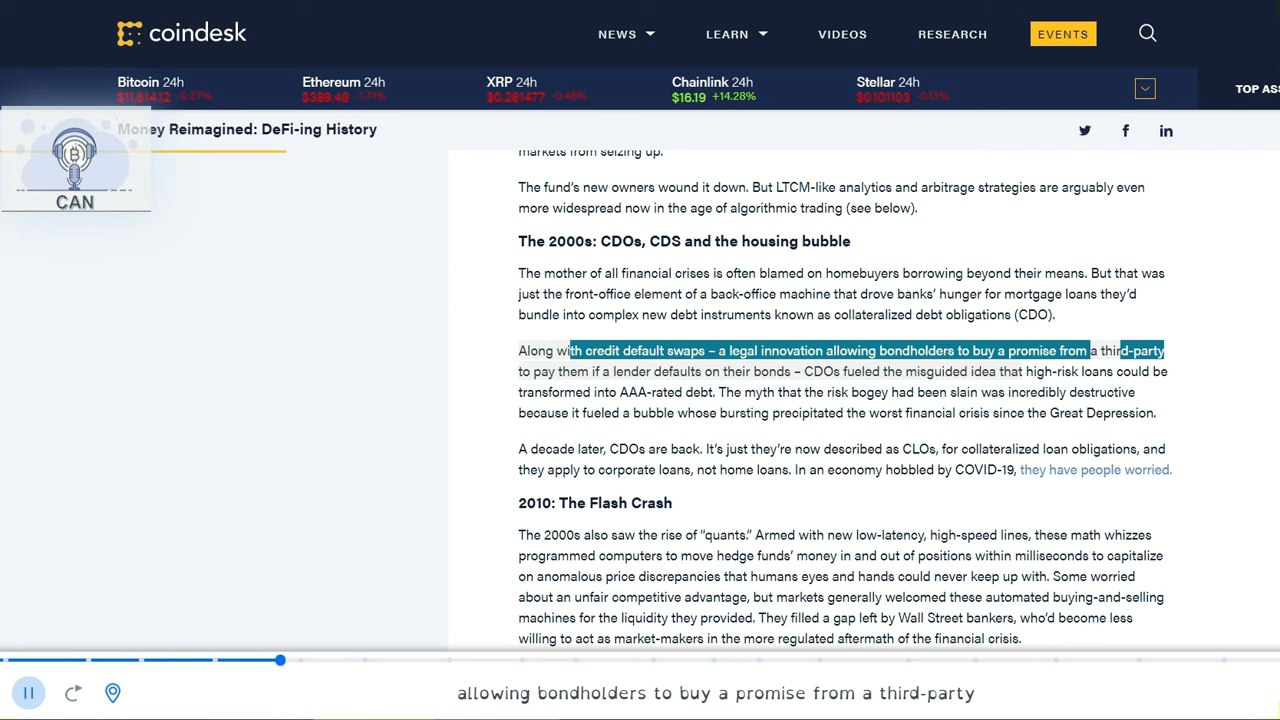 coindesk
NEWS
LEARN
VIDEOS
RESEARCH
EVENTS
Bitcoin 24h
$11,614.12 -0.27%
Ethereum 24h
$389.48 -1.71%
XRP 24h
$0.281477 -0.46%
Chainlink 24h
$16.19 +14.28%
Stellar 24h
$0.101103 -0.13%
TOP ASS
Money Reimagined: DeFi-ing History
CAN
markets from seizing up.
The fund's new owners wound it down. But LTCM-like analytics and arbitrage strategies are arguably even
more widespread now in the age of algorithmic trading (see below).
The 2000s: CDOs, CDS and the housing bubble
The mother of all financial crises is often blamed on homebuyers borrowing beyond their means. But that was
just the front-office element of a back-office machine that drove banks' hunger for mortgage loans they'd
bundle into complex new debt instruments known as collateralized debt obligations (CDO).
Along with credit default swaps – a legal innovation allowing bondholders to buy a promise from a third-party
to pay them if a lender defaults on their bonds – CDOs fueled the misguided idea that high-risk loans could be
transformed into AAA-rated debt. The myth that the risk bogey had been slain was incredibly destructive
because it fueled a bubble whose bursting precipitated the worst financial crisis since the Great Depression.
A decade later, CDOs are back. It's just they're now described as CLOs, for collateralized loan obligations, and
they apply to corporate loans, not home loans. In an economy hobbled by COVID-19, they have people worried.
2010: The Flash Crash
The 2000s also saw the rise of “quants.” Armed with new low-latency, high-speed lines, these math whizzes
programmed computers to move hedge funds' money in and out of positions within milliseconds to capitalize
on anomalous price discrepancies that humans eyes and hands could never keep up with. Some worried
about an unfair competitive advantage, but markets generally welcomed these automated buying-and-selling
machines for the liquidity they provided. They filled a gap left by Wall Street bankers, who'd become less
willing to act as market-makers in the more regulated aftermath of the financial crisis.
allowing bondholders to buy a promise from a third-party